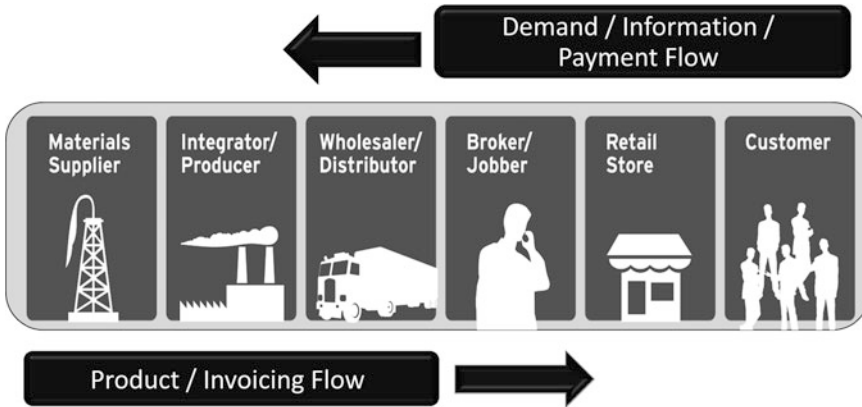 Demand / Information /
Payment Flow
Materials
Supplier
Integrator/
Producer
Wholesaler/
Distributor
Broker/
Jobber
Retail
Store
Customer
Product / Invoicing Flow